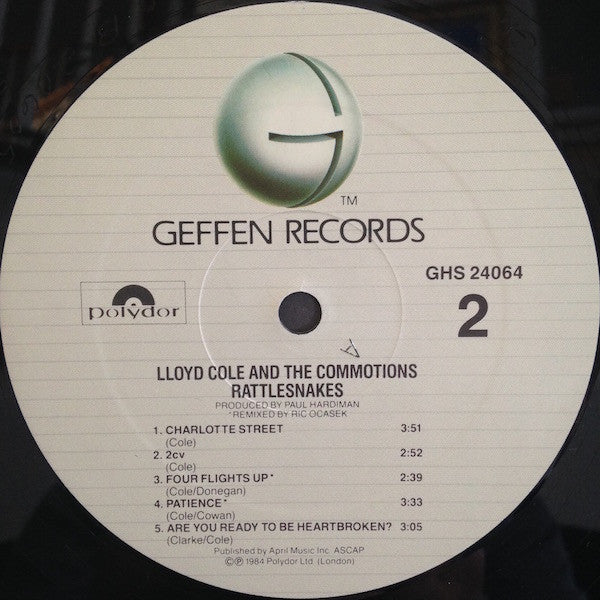 G
TM
GEFFEN RECORDS
polydor
GHS 24064
2
LLOYD COLE AND THE COMMOTIONS
RATTLESNAKES
PRODUCED BY PAUL HARDIMAN
*REMIXED BY RIC OCASEK
1. CHARLOTTE STREET 3:51
(Cole)
2. 2cv 2:52
(Cole)
3. FOUR FLIGHTS UP* 2:39
(Cole/Donegan)
4. PATIENCE* 3:33
(Cole/Cowan)
5. ARE YOU READY TO BE HEARTBROKEN? 3:05
(Clarke/Cole)
Published by April Music Inc. ASCAP
©Ⓟ 1984 Polydor Ltd. (London)